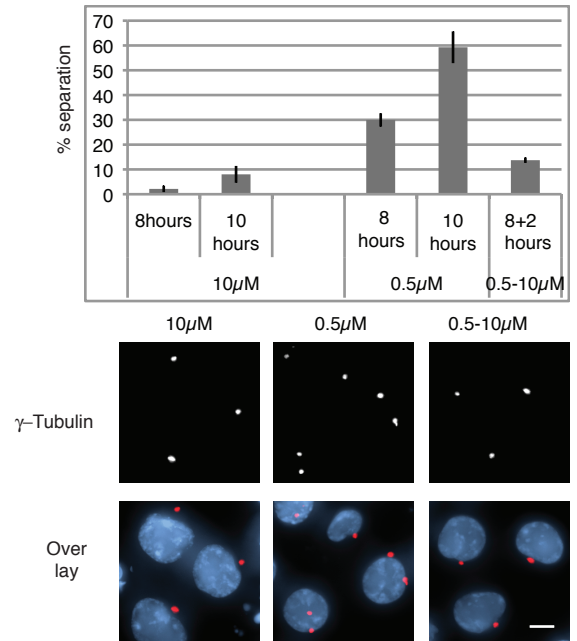 70
60
50
40
30
20
10
0
% separation
8hours
10 hours
8 hours
10 hours
8+2 hours
10µM
0.5µM
0.5-10µM
10µM
0.5µM
0.5-10µM
γ–Tubulin
Over
lay